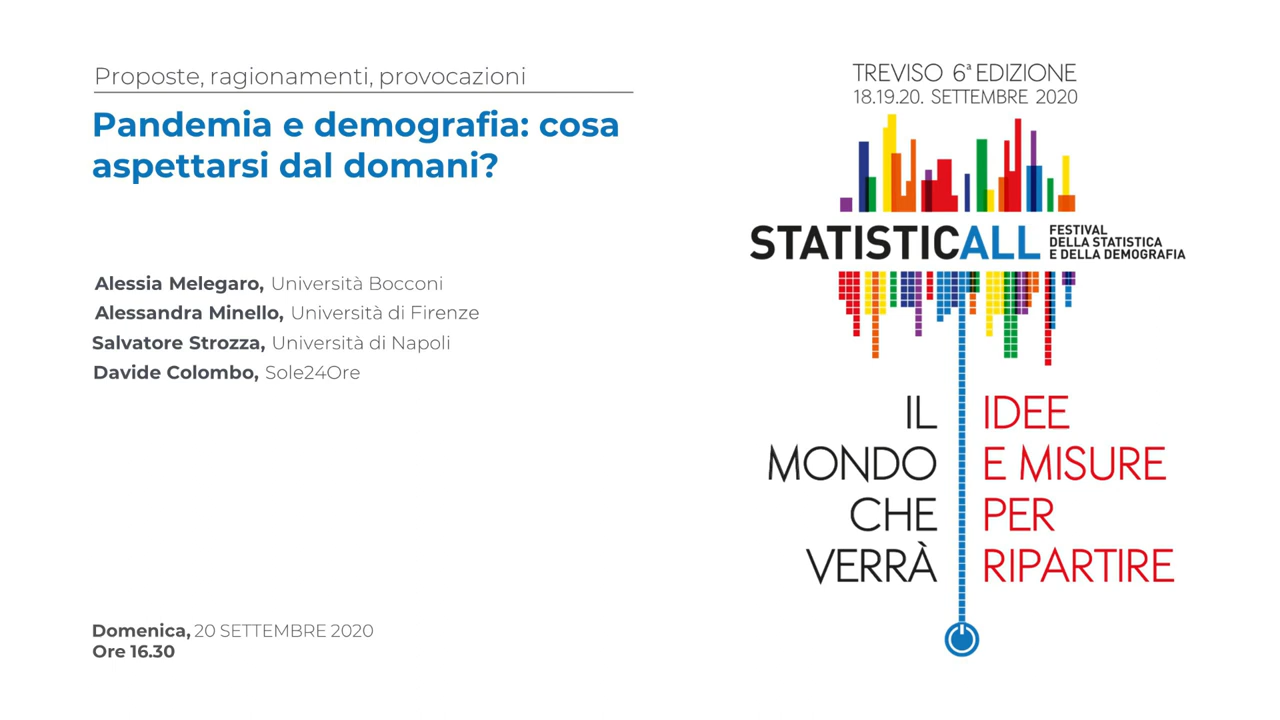 Proposte, ragionamenti, provocazioni
Pandemia e demografia: cosa
aspettarsi dal domani?
Alessia Melegaro, Università Bocconi
Alessandra Minello, Università di Firenze
Salvatore Strozza, Università di Napoli
Davide Colombo, Sole24Ore
Domenica, 20 SETTEMBRE 2020
Ore 16.30
TREVISO 6ª EDIZIONE
18.19.20. SETTEMBRE 2020
STATISTICALL
FESTIVAL
DELLA STATISTICA
E DELLA DEMOGRAFIA
IL
MONDO
CHE
VERRÀ
IDEE
E MISURE
PER
RIPARTIRE